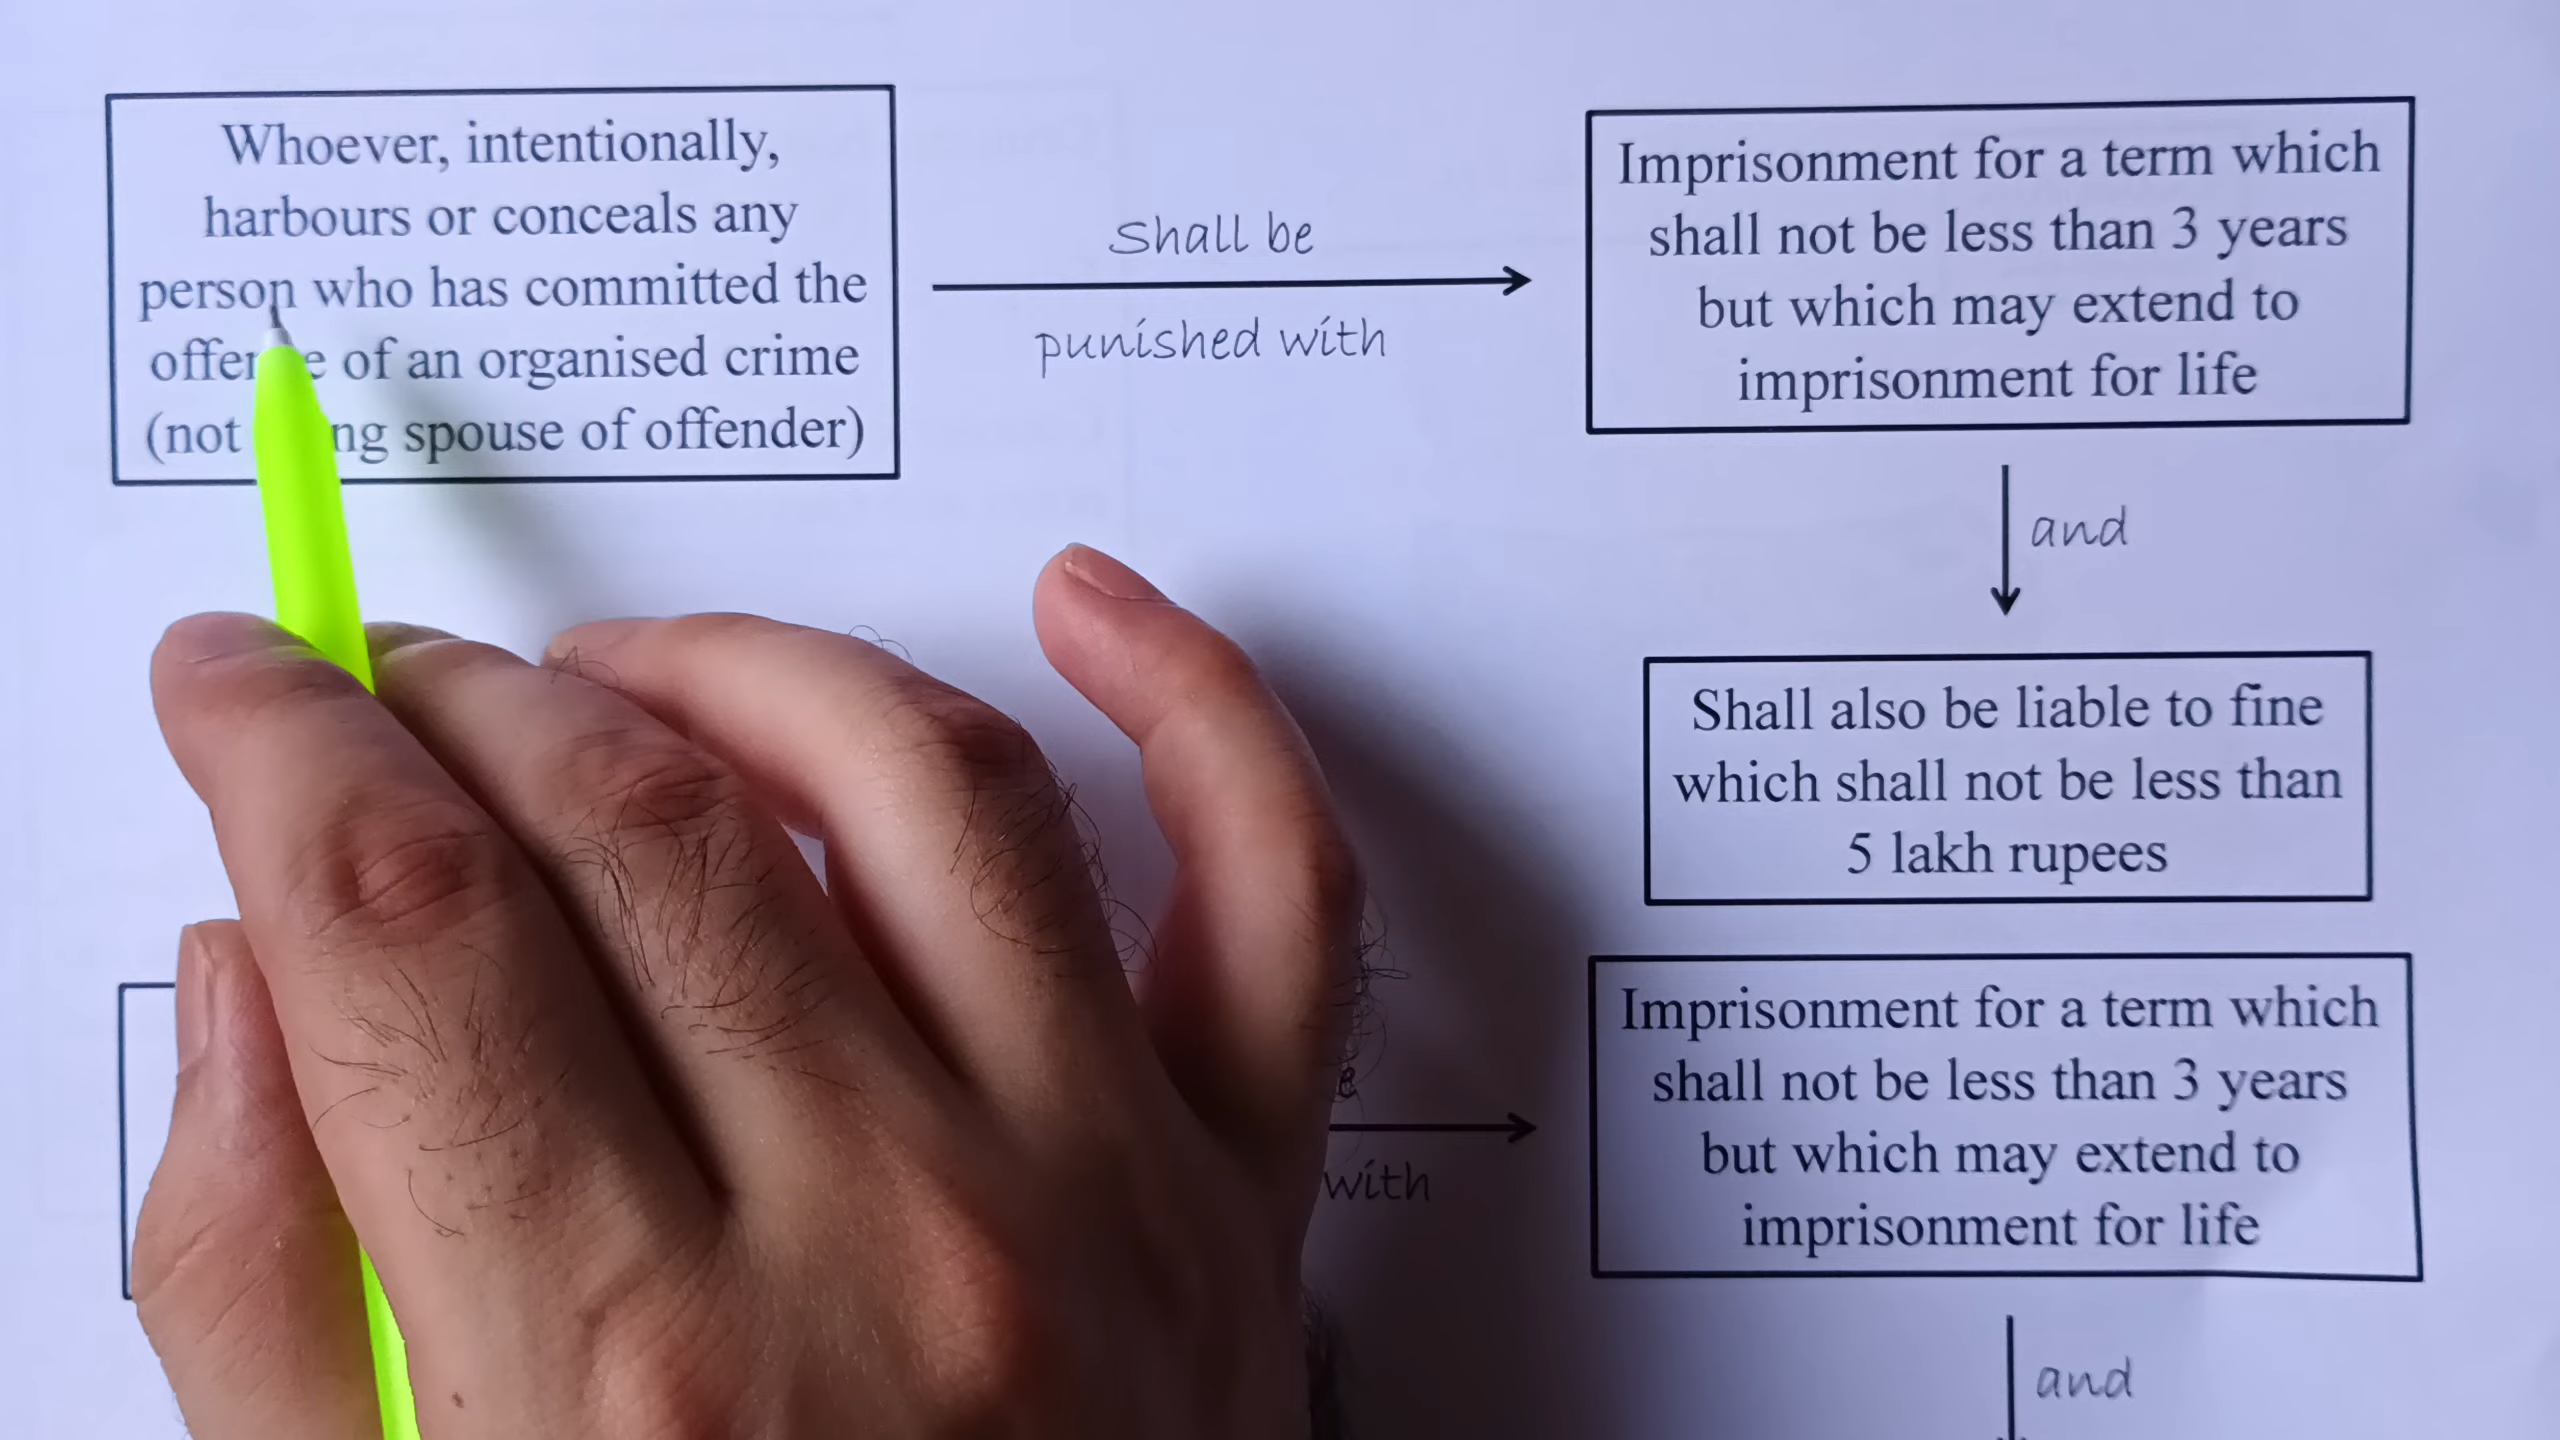 Whoever, intentionally,
harbours or conceals any
person who has committed the
of an organised crime
(not spouse of offender)
Shall be
punished with
Imprisonment for a term which
shall not be less than 3 years
but which may extend to
imprisonment for life
and
Shall also be liable to fine
which shall not be less than
5 lakh rupees
with
Imprisonment for a term which
shall not be less than 3 years
but which may extend to
imprisonment for life
and